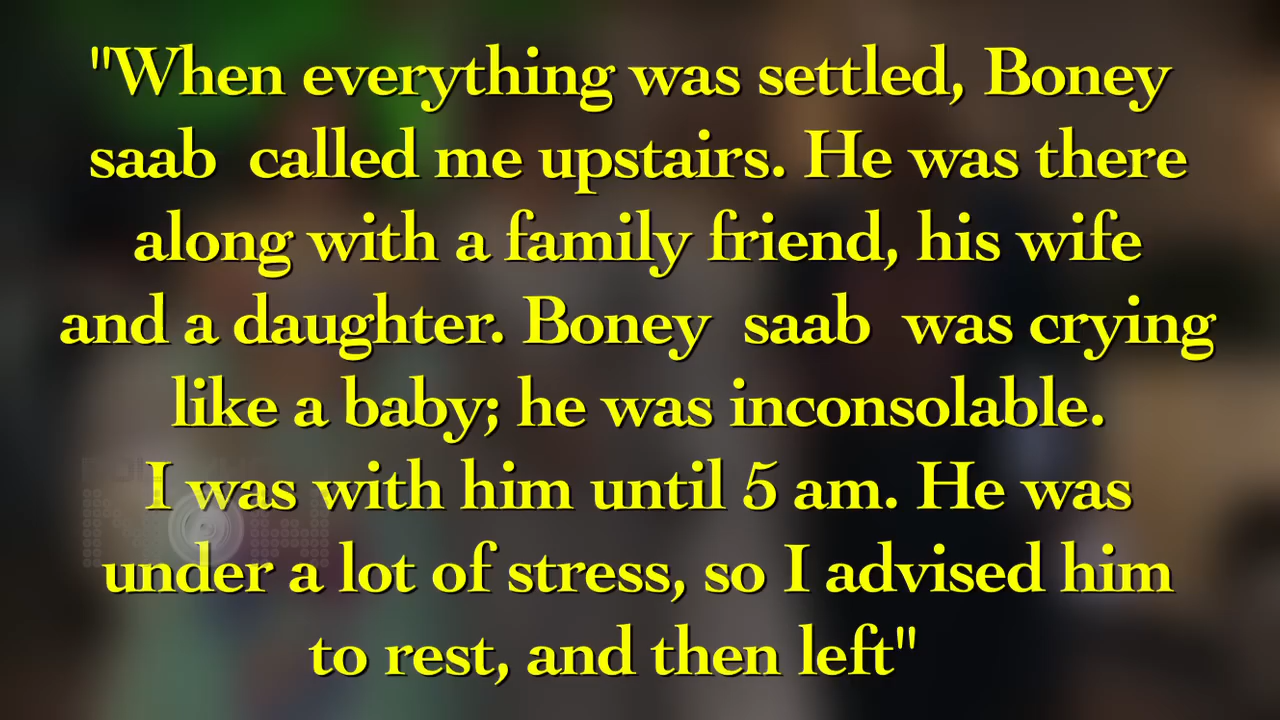 "When everything was settled, Boney
saab called me upstairs. He was there
along with a family friend, his wife
and a daughter. Boney saab was crying
like a baby; he was inconsolable.
I was with him until 5 am. He was
under a lot of stress, so I advised him
to rest, and then left"